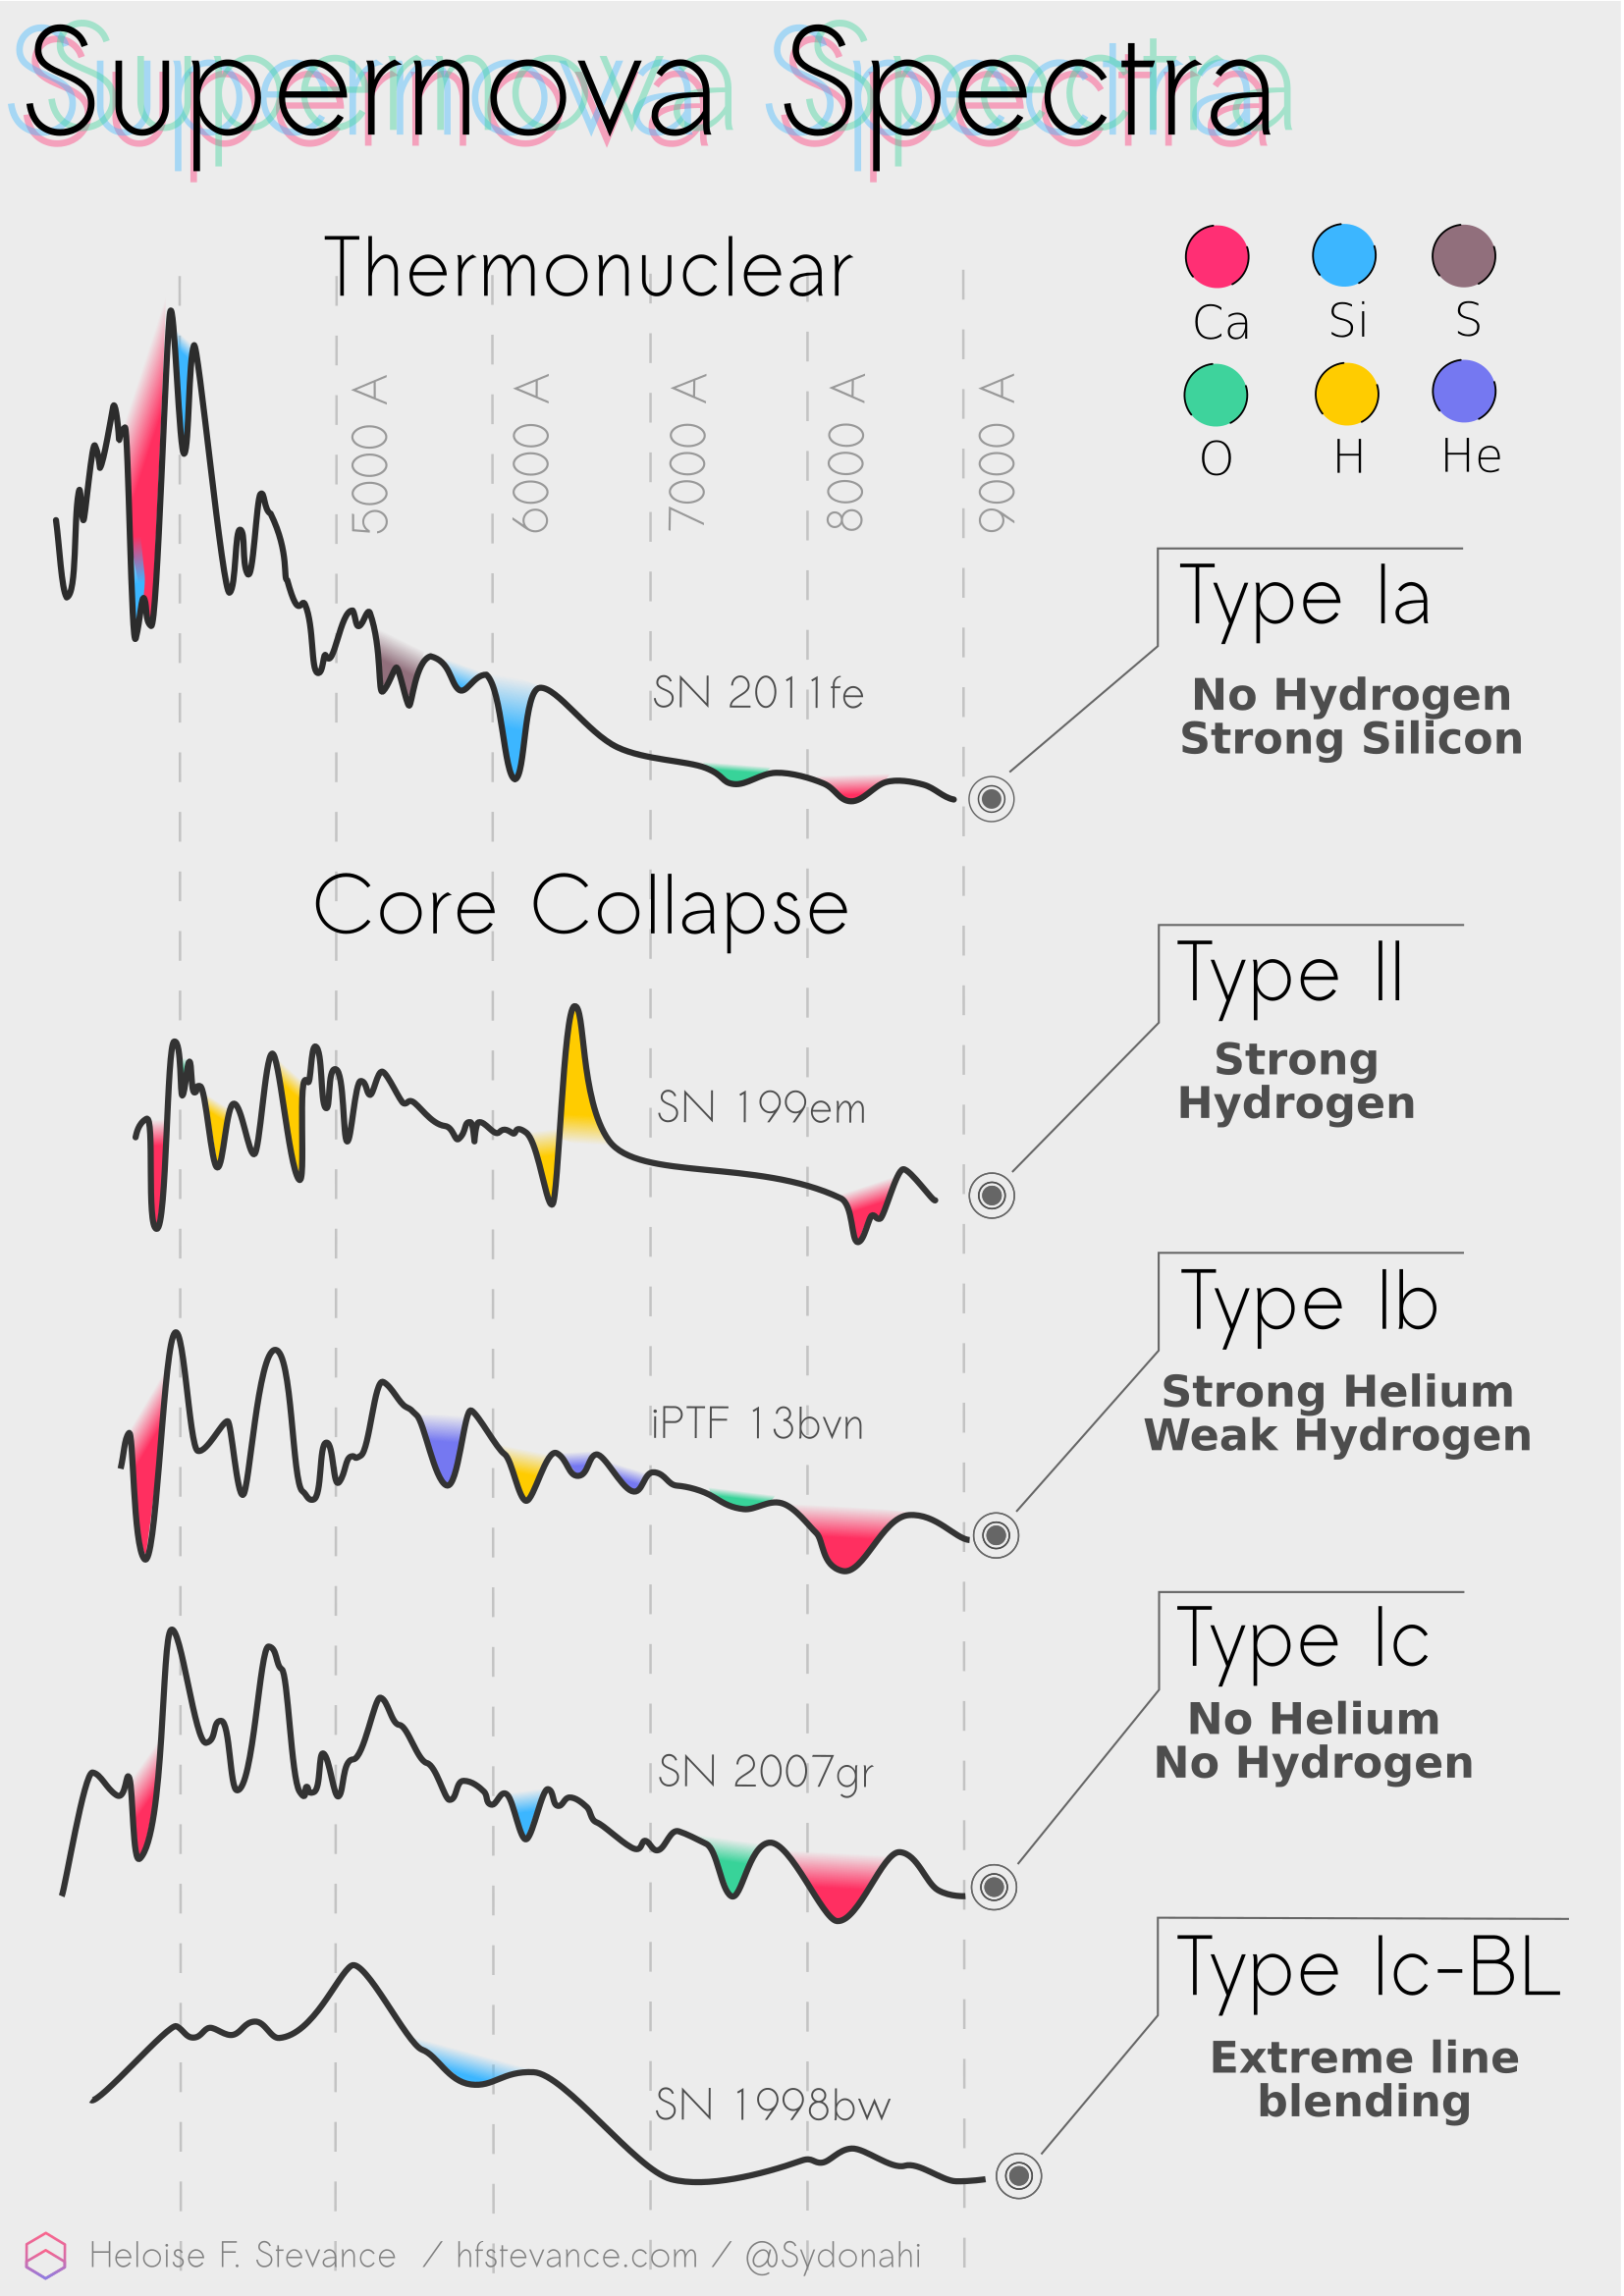 Supernova Spectra
Thermonuclear
Ca
Si
S
O
H
He
5000 A
6000 A
7000 A
8000 A
9000 A
Type Ia
No Hydrogen
Strong Silicon
SN 2011fe
Core Collapse
Type II
Strong
Hydrogen
SN 199em
Type Ib
Strong Helium
Weak Hydrogen
iPTF 13bvn
Type Ic
No Helium
No Hydrogen
SN 2007gr
Type Ic-BL
Extreme line
blending
SN 1998bw
Heloise F. Stevance / hfstevance.com / @Sydonahi